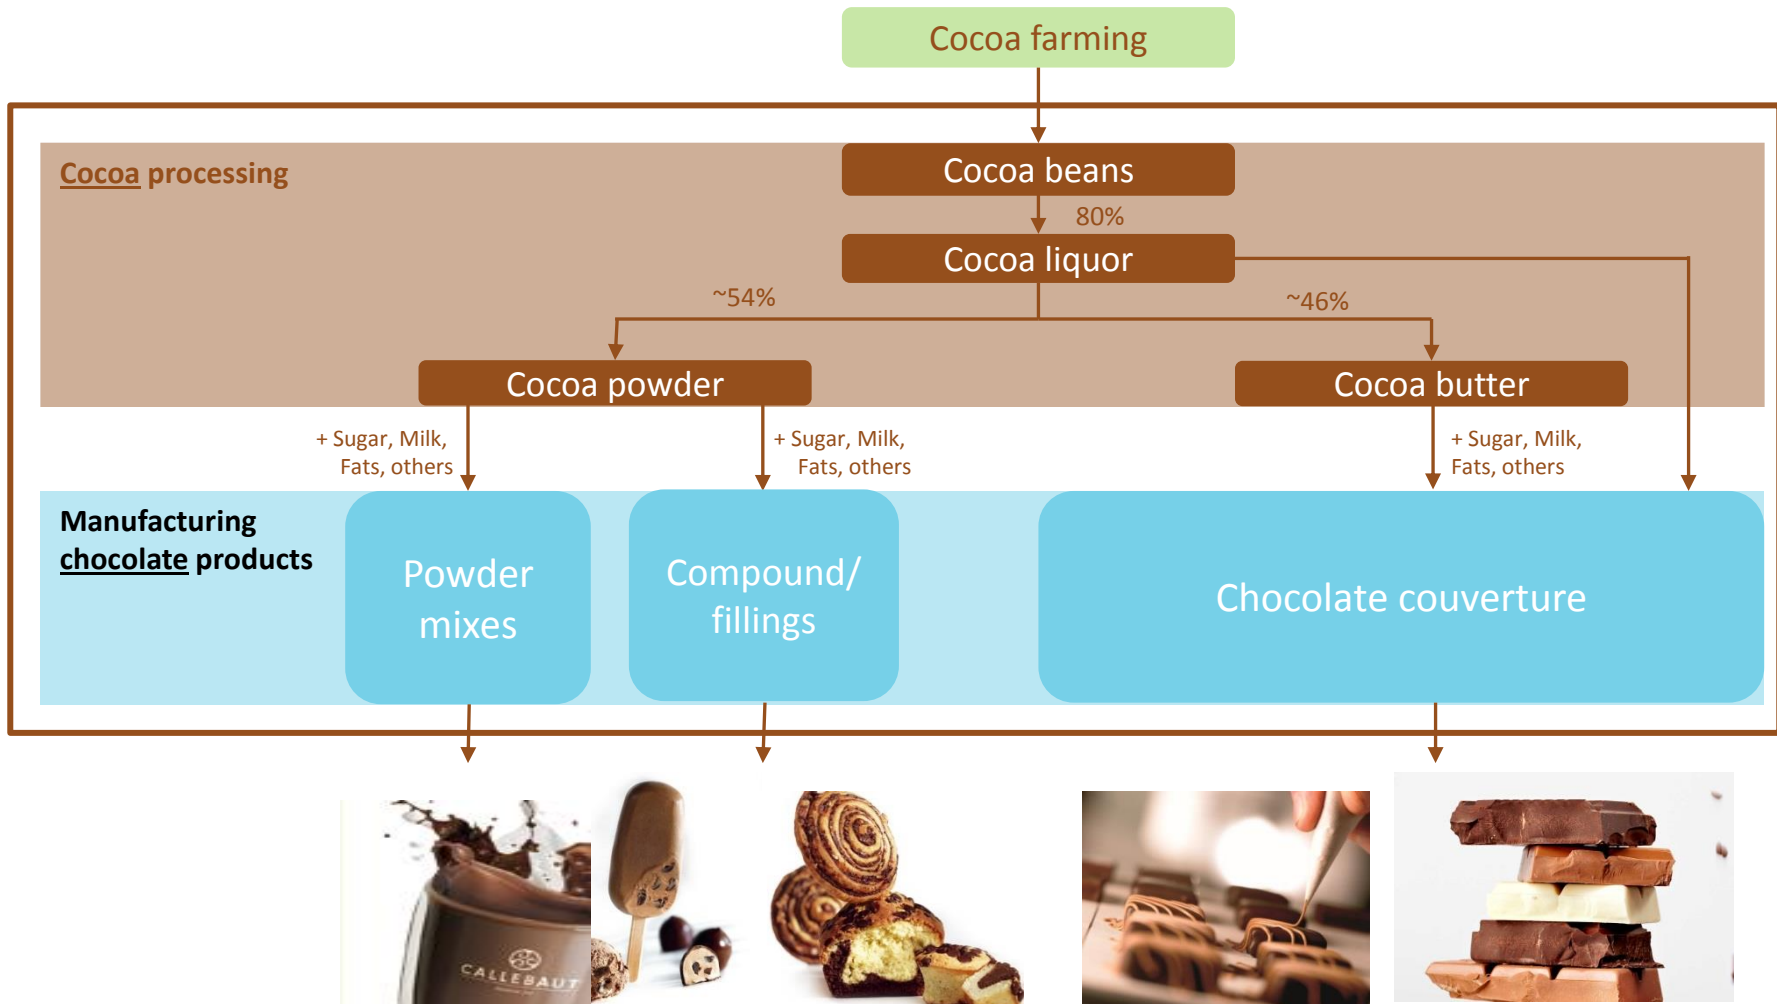 Cocoa farming
Cocoa processing
Cocoa beans
80%
Cocoa liquor
~54%
~46%
Cocoa powder
Cocoa butter
+ Sugar, Milk,
Fats, others
+ Sugar, Milk,
Fats, others
+ Sugar, Milk,
Fats, others
Manufacturing
chocolate products
Powder
mixes
Compound/
fillings
Chocolate couverture
CALLEBAUT